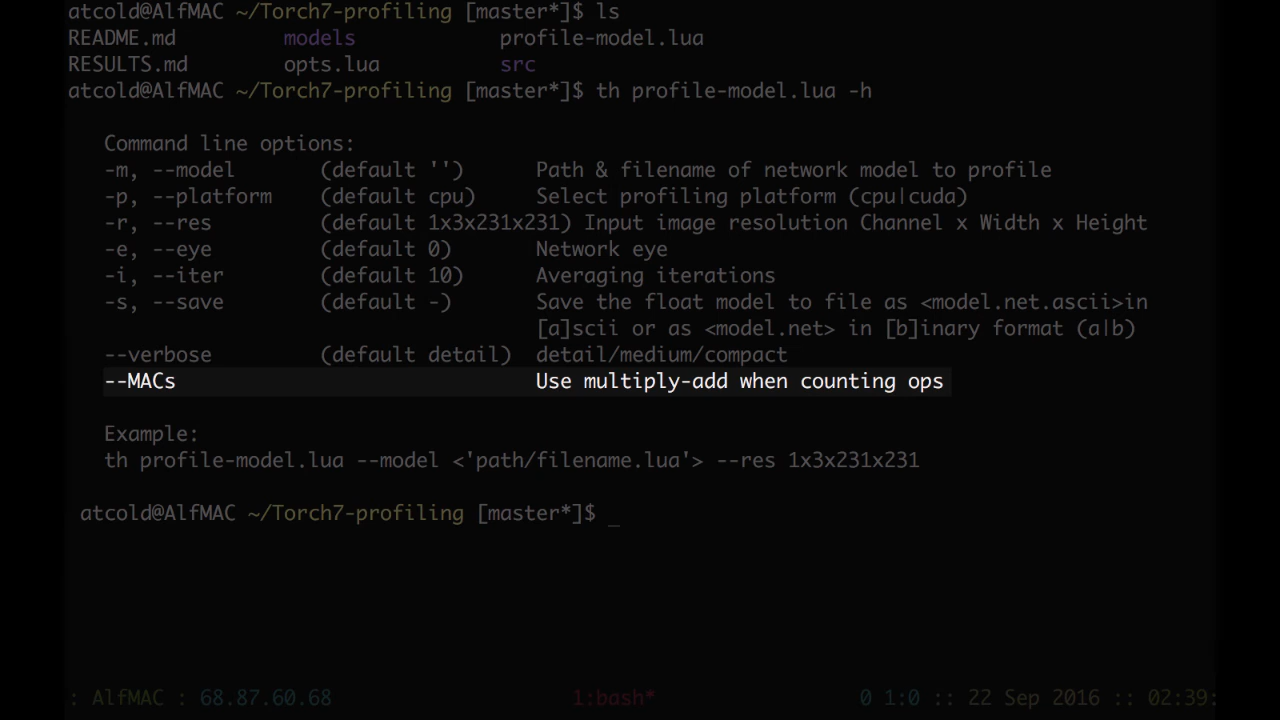 atcold@AlfMAC ~/Torch7-profiling [master*]$ ls
README.md models profile-model.lua
RESULTS.md opts.lua src
atcold@AlfMAC ~/Torch7-profiling [master*]$ th profile-model.lua -h
Command line options:
-m, --model (default '') Path & filename of network model to profile
-p, --platform (default cpu) Select profiling platform (cpu|cuda)
-r, --res (default 1x3x231x231) Input image resolution Channel x Width x Height
-e, --eye (default 0) Network eye
-i, --iter (default 10) Averaging iterations
-s, --save (default -) Save the float model to file as <model.net.ascii>in
[a]scii or as <model.net> in [b]inary format (a|b)
--verbose (default detail) detail/medium/compact
--MACs Use multiply-add when counting ops
Example:
th profile-model.lua --model <'path/filename.lua'> --res 1x3x231x231
atcold@AlfMAC ~/Torch7-profiling [master*]$ _
: AlfMAC : 68.87.60.68 1:bash* 0 1:0 :: 22 Sep 2016 :: 02:39: